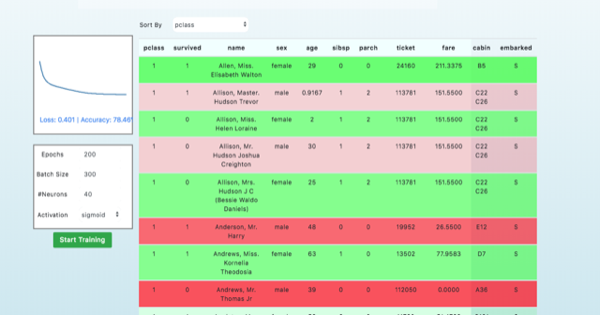 Sort By pclass
pclass survived name sex age sibsp parch ticket fare cabin embarked
1 1 Allen, Miss. Elisabeth Walton female 29 0 0 24160 211.3375 B5 S
1 1 Allison, Master. Hudson Trevor male 0.9167 1 2 113781 151.5500 C22 C26 S
1 0 Allison, Miss. Helen Loraine female 2 1 2 113781 151.5500 C22 C26 S
1 0 Allison, Mr. Hudson Joshua Creighton male 30 1 2 113781 151.5500 C22 C26 S
1 0 Allison, Mrs. Hudson J C (Bessie Waldo Daniels) female 25 1 2 113781 151.5500 C22 C26 S
1 1 Anderson, Mr. Harry male 48 0 0 19952 26.5500 E12 S
1 1 Andrews, Miss. Kornelia Theodosia female 63 1 0 13502 77.9583 D7 S
1 0 Andrews, Mr. Thomas Jr male 39 0 0 112050 0.0000 A36 S
Loss: 0.401 | Accuracy: 78.46
Epochs 200
Batch Size 300
#Neurons 40
Activation sigmoid
Start Training